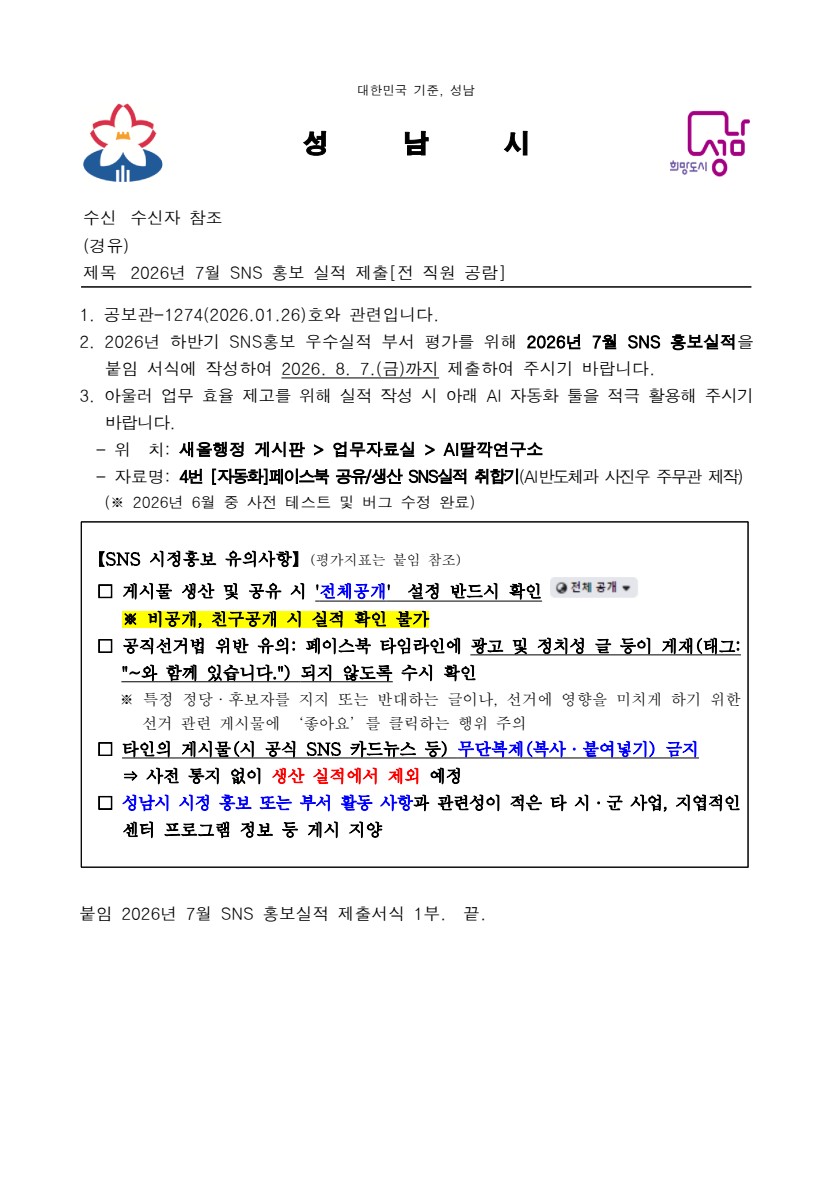 대한민국 기준, 성남
성 남 시
희망도시 성남
수신 수신자 참조
(경유)
제목 2026년 7월 SNS 홍보 실적 제출[전 직원 공람]
1. 공보관-1274(2026.01.26)호와 관련입니다.
2. 2026년 하반기 SNS홍보 우수실적 부서 평가를 위해 2026년 7월 SNS 홍보실적을
붙임 서식에 작성하여 2026. 8. 7.(금)까지 제출하여 주시기 바랍니다.
3. 아울러 업무 효율 제고를 위해 실적 작성 시 아래 AI 자동화 툴을 적극 활용해 주시기
바랍니다.
- 위 치: 새올행정 게시판 > 업무자료실 > AI딸깍연구소
- 자료명: 4번 [자동화]페이스북 공유/생산 SNS실적 취합기(AI반도체과 사진우 주무관 제작)
(※ 2026년 6월 중 사전 테스트 및 버그 수정 완료)
【SNS 시정홍보 유의사항】 (평가지표는 붙임 참조)
□ 게시물 생산 및 공유 시 '전체공개' 설정 반드시 확인 전체 공개
※ 비공개, 친구공개 시 실적 확인 불가
□ 공직선거법 위반 유의: 페이스북 타임라인에 광고 및 정치성 글 등이 게재(태그:
"~와 함께 있습니다.") 되지 않도록 수시 확인
※ 특정 정당·후보자를 지지 또는 반대하는 글이나, 선거에 영향을 미치게 하기 위한
선거 관련 게시물에 ‘좋아요’를 클릭하는 행위 주의
□ 타인의 게시물(시 공식 SNS 카드뉴스 등) 무단복제(복사·붙여넣기) 금지
⇒ 사전 통지 없이 생산 실적에서 제외 예정
□ 성남시 시정 홍보 또는 부서 활동 사항과 관련성이 적은 타 시·군 사업, 지엽적인
센터 프로그램 정보 등 게시 지양
붙임 2026년 7월 SNS 홍보실적 제출서식 1부. 끝.